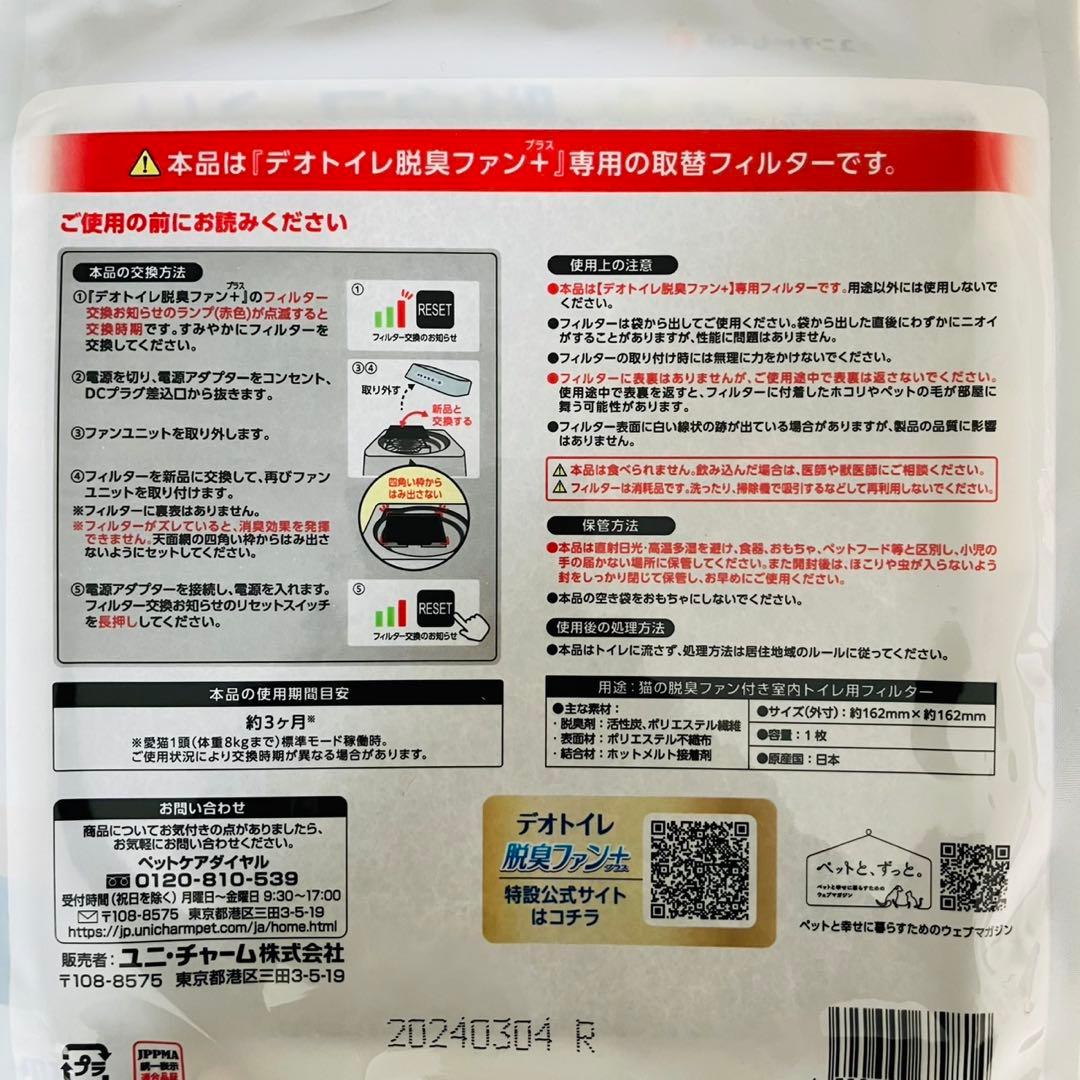 本品は『デオトイレ脱臭ファン+』専用の取替フィルターです。
プラス
ご使用の前にお読みください
本品の交換方法
プラス
①『デオトイレ脱臭ファン+』のフィルター
交換お知らせのランプ(赤色)が点滅すると
交換時期です。すみやかにフィルターを
交換してください。
②電源を切り、電源アダプターをコンセント、
DCプラグ差込口から抜きます。
③ファンユニットを取り外します。
④フィルターを新品に交換して、再びファン
ユニットを取り付けます。
※フィルターに裏表はありません。
※フィルターがズレていると、消臭効果を発揮
できません。天面網の四角い枠からはみ出さ
ないようにセットしてください。
⑤電源アダプターを接続し、電源を入れます。
フィルター交換お知らせのリセットスイッチ
を長押ししてください。
①
RESET
フィルター交換のお知らせ
③④
取り外す
新品と
交換する
四角い枠から
はみ出さない
⑤
RESET
フィルター交換のお知らせ
本品の使用期間目安
約3ヶ月※
※愛猫1頭(体重8kgまで)標準モード稼働時。
ご使用状況により交換時期が異なる場合があります。
使用上の注意
●本品は【デオトイレ脱臭ファン+】専用フィルターです。用途以外には使用しないで
ください。
●フィルターは袋から出してご使用ください。袋から出した直後にわずかにニオイ
がすることがありますが、性能に問題はありません。
●フィルターの取り付け時には無理に力をかけないでください。
●フィルターに表裏はありませんが、ご使用途中で表裏は返さないでください。
使用途中で表裏を返すと、フィルターに付着したホコリやペットの毛が部屋に
舞う可能性があります。
●フィルター表面に白い線状の跡が出ている場合がありますが、製品の品質に影響
はありません。
本品は食べられません。飲み込んだ場合は、医師や獣医師にご相談ください。
フィルターは消耗品です。洗ったり、掃除機で吸引するなどして再利用しないでください。
保管方法
●本品は直射日光・高温多湿を避け、食器、おもちゃ、ペットフード等と区別し、小児の
手の届かない場所に保管してください。また開封後は、ほこりや虫が入らないよう
封をしっかり閉じて保管し、お早めにご使用ください。
●本品の空き袋をおもちゃにしないでください。
使用後の処理方法
●本品はトイレに流さず、処理方法は居住地域のルールに従ってください。
用途：猫の脱臭ファン付き室内トイレ用フィルター
●主な素材：
・脱臭剤：活性炭、ポリエステル繊維
・表面材：ポリエステル不織布
・結合材：ホットメルト接着剤
●サイズ(外寸)：約162mm×約162mm
●容量：1枚
●原産国：日本
お問い合わせ
商品についてお気付きの点がありましたら、
お気軽にお問い合わせください。
ペットケアダイヤル
0120-810-539
受付時間(祝日を除く)月曜日〜金曜日 9:30〜17:00
〒108-8575 東京都港区三田3-5-19
https://jp.unicharmpet.com/ja/home.html
販売者：ユニ・チャーム株式会社
〒108-8575 東京都港区三田3-5-19
デオトイレ
脱臭ファン+
プラス
特設公式サイト
はコチラ
ペットと、ずっと。
ペットと幸せに暮らすための
ウェブマガジン
ペットと幸せに暮らすためのウェブマガジン
20240304 R
プラ
JPPMA
統一表示
適合品証